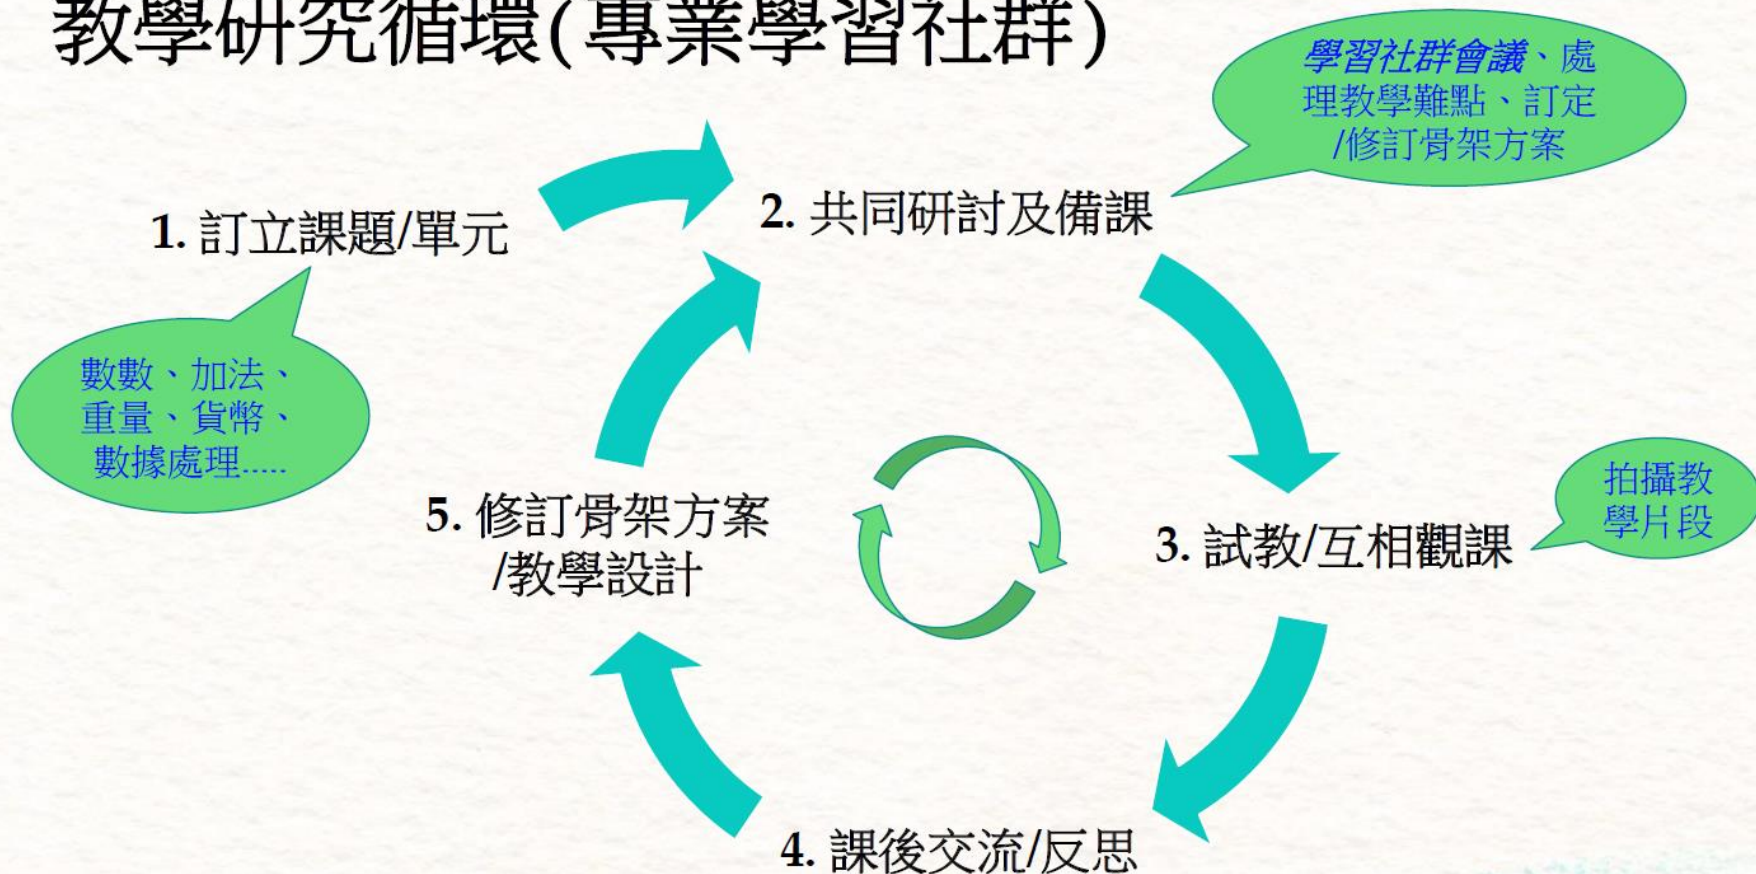 教學研究循環(專業學習社群)
學習社群會議、處
理教學難點、訂定
/修訂骨架方案
1. 訂立課題/單元
2. 共同研討及備課
數數、加法、
重量、貨幣、
數據處理.....
拍攝教
學片段
3. 試教/互相觀課
5. 修訂骨架方案
/教學設計
4. 課後交流/反思